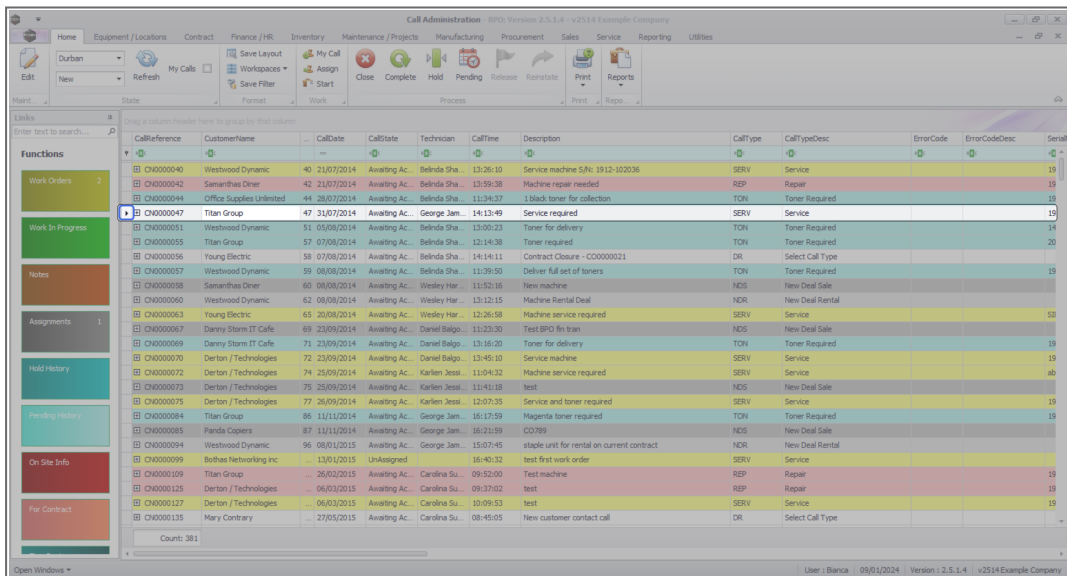 Call Administration - BPO: Version 2.5.1.4 - v2514 Example Company
Home Equipment / Locations Contract Finance / HR Inventory Maintenance / Projects Manufacturing Procurement Sales Service Reporting Utilities
Durban Save Layout My Call
My Calls Workspaces Assign
New Save Filter Start
Edit Refresh Close Complete Hold Pending Release Reinstate Print Reports
Maint... State Format Work Process Print Repo...
Links
Drag a column header here to group by that column
Enter text to search...
CallReference CustomerName ... CallDate CallState Technician CallTime Description CallType CallTypeDesc ErrorCode ErrorCodeDesc Serial
Functions
CN0000040 Westwood Dynamic 40 21/07/2014 Awaiting Ac... Belinda Sha... 13:26:10 Service machine S/N: 1912-102036 SERV Service 19
Work Orders 2
CN0000042 Samanthas Diner 42 21/07/2014 Awaiting Ac... Belinda Sha... 13:59:38 Machine repair needed REP Repair 19
CN0000044 Office Supplies Unlimited 44 28/07/2014 Awaiting Ac... Belinda Sha... 11:34:37 1 black toner for collection TON Toner Required 19
CN0000047 Titan Group 47 31/07/2014 Awaiting Ac... George Jam... 14:13:49 Service required SERV Service 19
Work In Progress
CN0000051 Westwood Dynamic 51 05/08/2014 Awaiting Ac... Belinda Sha... 13:00:23 Toner for delivery TON Toner Required 14
CN0000055 Titan Group 57 07/08/2014 Awaiting Ac... Belinda Sha... 12:14:38 Toner required TON Toner Required 20
CN0000056 Young Electric 58 07/08/2014 Awaiting Ac... Belinda Sha... 14:14:11 Contract Closure - CO0000021 DR Select Call Type
CN0000057 Westwood Dynamic 59 08/08/2014 Awaiting Ac... Belinda Sha... 11:39:50 Deliver full set of toners TON Toner Required 19
Notes
CN0000058 Samanthas Diner 60 08/08/2014 Awaiting Ac... Wesley Har... 11:52:16 New machine NDS New Deal Sale
CN0000060 Westwood Dynamic 62 08/08/2014 Awaiting Ac... Wesley Har... 13:12:15 Machine Rental Deal NDR New Deal Rental
CN0000063 Young Electric 65 20/08/2014 Awaiting Ac... Wesley Har... 12:26:58 Machine service required SERV Service
Assignments 1
CN0000067 Danny Storm IT Cafe 69 23/09/2014 Awaiting Ac... Daniel Balgo... 11:23:30 Test BPO fin tran NDS New Deal Sale
CN0000069 Danny Storm IT Cafe 71 23/09/2014 Awaiting Ac... Daniel Balgo... 13:16:20 Toner for delivery TON Toner Required 19
CN0000070 Derton / Technologies 72 23/09/2014 Awaiting Ac... Daniel Balgo... 13:45:10 Service machine SERV Service 19
Hold History
CN0000072 Derton / Technologies 74 25/09/2014 Awaiting Ac... Karlien Jessi... 11:04:32 Machine service required SERV Service ab
CN0000073 Derton / Technologies 75 25/09/2014 Awaiting Ac... Karlien Jessi... 11:41:18 test NDS New Deal Sale
CN0000075 Derton / Technologies 77 26/09/2014 Awaiting Ac... Karlien Jessi... 12:07:35 Service and toner required SERV Service 19
Pending History
CN0000084 Titan Group 86 11/11/2014 Awaiting Ac... George Jam... 16:17:59 Magenta toner required TON Toner Required 19
CN0000085 Panda Copiers 87 11/11/2014 Awaiting Ac... George Jam... 16:21:59 CO789 NDS New Deal Sale
CN0000094 Westwood Dynamic 96 08/01/2015 Awaiting Ac... George Jam... 15:07:45 staple unit for rental on current contract NDR New Deal Rental
On Site Info
CN0000099 Bothas Networking inc ... 13/01/2015 UnAssigned 16:40:32 test first work order SERV Service
CN0000109 Titan Group ... 26/02/2015 Awaiting Ac... Carolina Su... 09:52:00 Test machine REP Repair 19
CN0000125 Derton / Technologies ... 06/03/2015 Awaiting Ac... Carolina Su... 09:37:02 test REP Repair 19
For Contract
CN0000127 Derton / Technologies ... 06/03/2015 Awaiting Ac... Carolina Su... 10:09:53 test SERV Service 19
CN0000135 Mary Contrary ... 27/05/2015 Awaiting Ac... Carolina Su... 08:45:05 New customer contact call DR Select Call Type
Count: 381
Open Windows User : Bianca 09/01/2024 Version : 2.5.1.4 v2514 Example Company